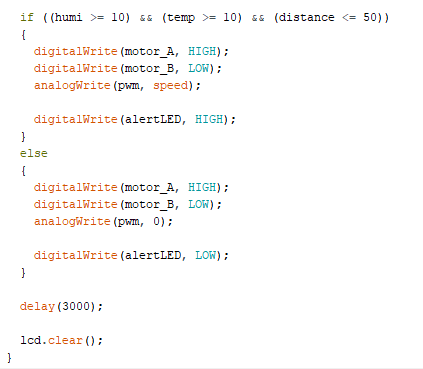 if ((humi >= 10) && (temp >= 10) && (distance <= 50))
{
digitalWrite(motor_A, HIGH);
digitalWrite(motor_B, LOW);
analogWrite(pwm, speed);
digitalWrite(alertLED, HIGH);
}
else
{
digitalWrite(motor_A, HIGH);
digitalWrite(motor_B, LOW);
analogWrite(pwm, 0);
digitalWrite(alertLED, LOW);
}
delay(3000);
lcd.clear();
}